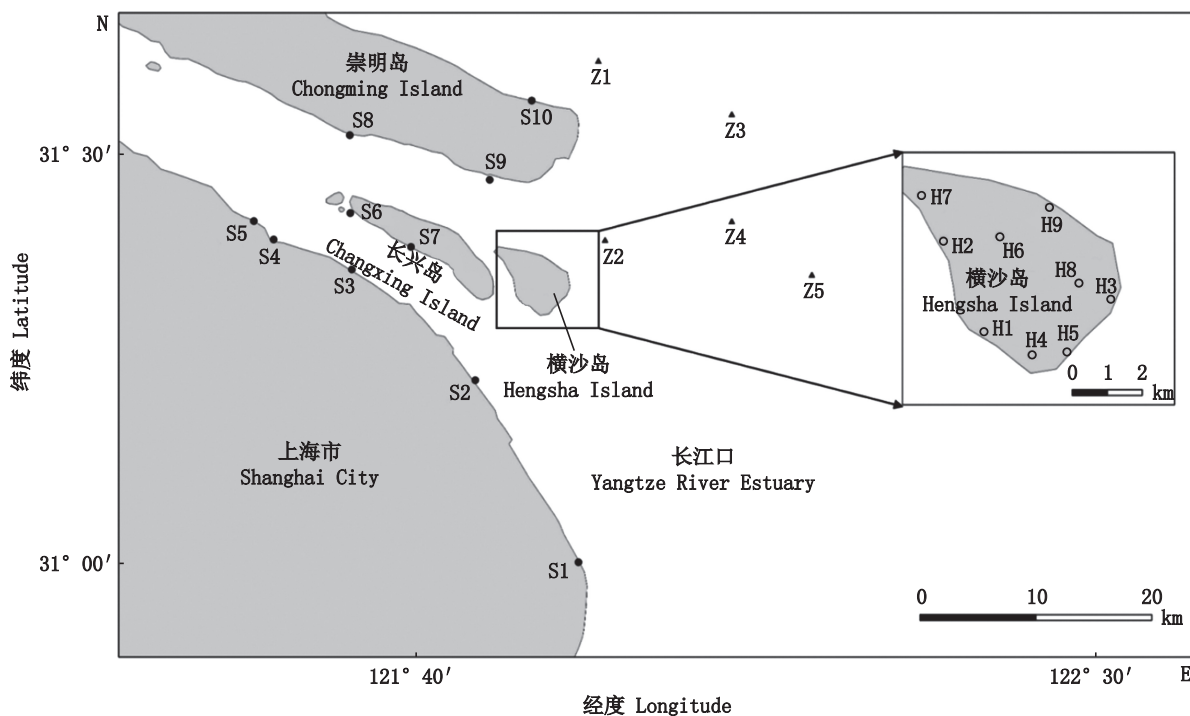 N
崇明岛
Chongming Island
Z1
S10
Z3
S8
31° 30′
S9
H7
H9
S6
S5
S7
Z4
H2
H6
S4
长兴岛
Changxing Island
Z2
横沙岛
H8
S3
Z5
Hengsha Island
H3
H1
H4
H5
横沙岛
Hengsha Island
0 1 2
km
S2
纬度 Latitude
上海市
Shanghai City
长江口
Yangtze River Estuary
31° 00′
S1
0 10 20
km
121° 40′
122° 30′
E
经度 Longitude